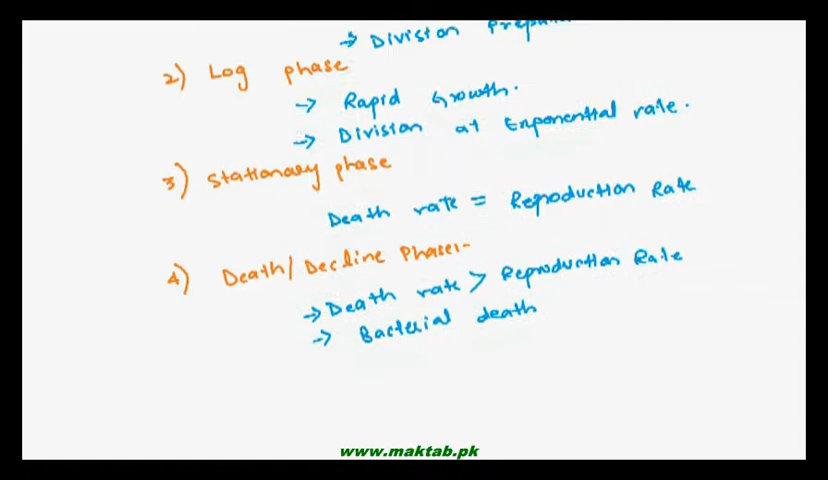 → Division
2) Log phase
→ Rapid Growth.
→ Division at Exponential rate.
3) Stationary phase
Death rate = Reproduction Rate
4) Death/Decline Phase:-
→ Death rate > Reproduction Rate
→ Bacterial death
www.maktab.pk